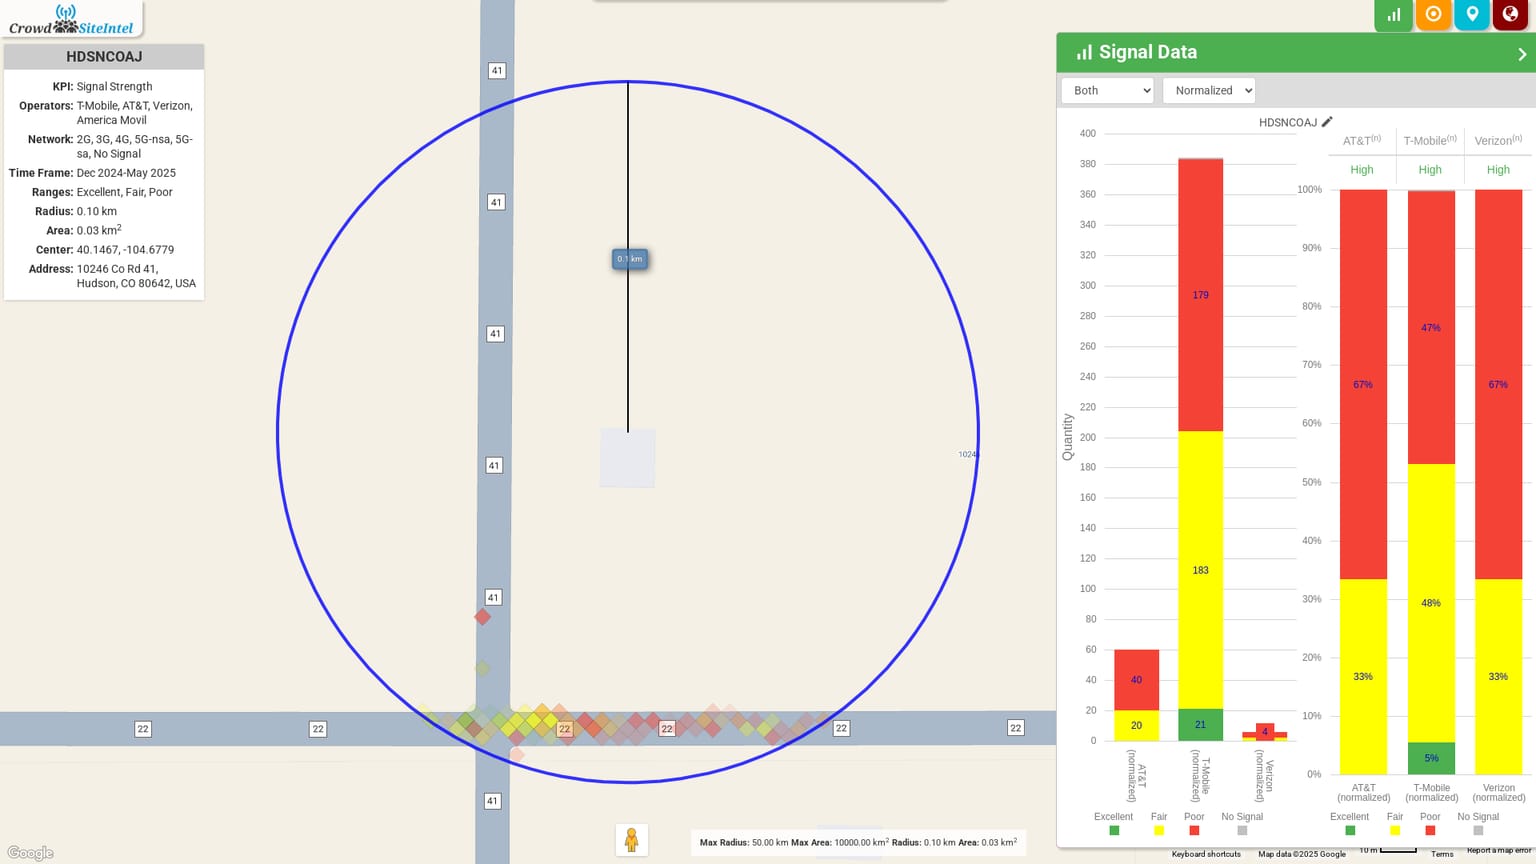 CrowdSiteIntel
HDSNCOAJ
KPI: Signal Strength
Operators: T-Mobile, AT&T, Verizon,
America Movil
Network: 2G, 3G, 4G, 5G-nsa, 5G-
sa, No Signal
Time Frame: Dec 2024-May 2025
Ranges: Excellent, Fair, Poor
Radius: 0.10 km
Area: 0.03 km²
Center: 40.1467, -104.6779
Address: 10246 Co Rd 41,
Hudson, CO 80642, USA
41
41
41
41
41
41
0.1 km
22
22
22
22
22
22
Google
Max Radius: 50.00 km Max Area: 10000.00 km² Radius: 0.10 km Area: 0.03 km²
Signal Data
Both
Normalized
HDSNCOAJ
Quantity
400
380
360
340
320
300
280
260
240
220
200
180
160
140
120
100
80
60
40
20
0
40
20
179
183
21
4
AT&T
(normalized)
T-Mobile
(normalized)
Verizon
(normalized)
Excellent Fair Poor No Signal
AT&T(n) T-Mobile(n) Verizon(n)
High High High
100%
90%
80%
70%
60%
50%
40%
30%
20%
10%
0%
67%
33%
47%
48%
5%
67%
33%
AT&T
(normalized)
T-Mobile
(normalized)
Verizon
(normalized)
Excellent Fair Poor No Signal
Keyboard shortcuts Map data ©2025 Google 10 m Terms Report a map error